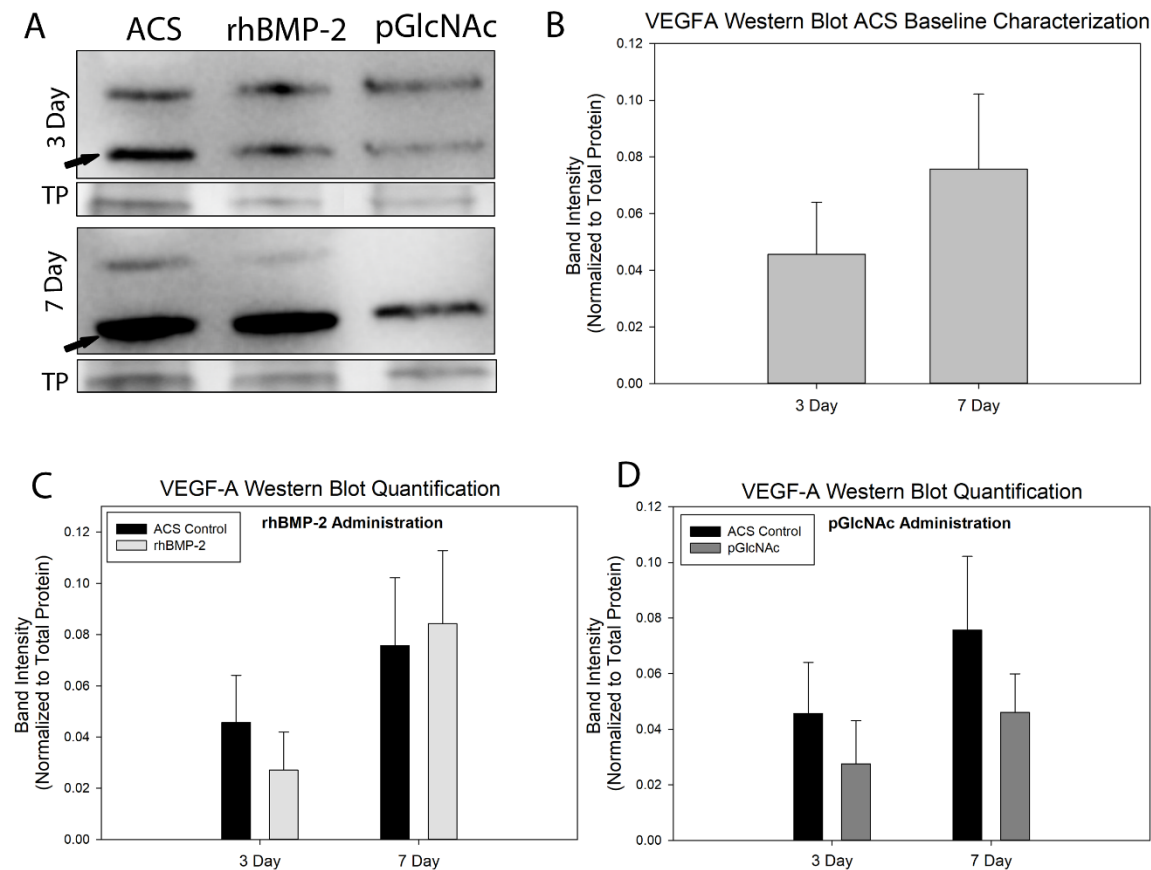 A
ACS rhBMP-2 pGlcNAc
3 Day
TP
7 Day
TP
B
VEGFA Western Blot ACS Baseline Characterization
Band Intensity
(Normalized to Total Protein)
0.12
0.10
0.08
0.06
0.04
0.02
0.00
3 Day 7 Day
C
VEGF-A Western Blot Quantification
rhBMP-2 Administration
ACS Control
rhBMP-2
Band Intensity
(Normalized to Total Protein)
0.12
0.10
0.08
0.06
0.04
0.02
0.00
3 Day 7 Day
D
VEGF-A Western Blot Quantification
pGlcNAc Administration
ACS Control
pGlcNAc
Band Intensity
(Normalized to Total Protein)
0.12
0.10
0.08
0.06
0.04
0.02
0.00
3 Day 7 Day